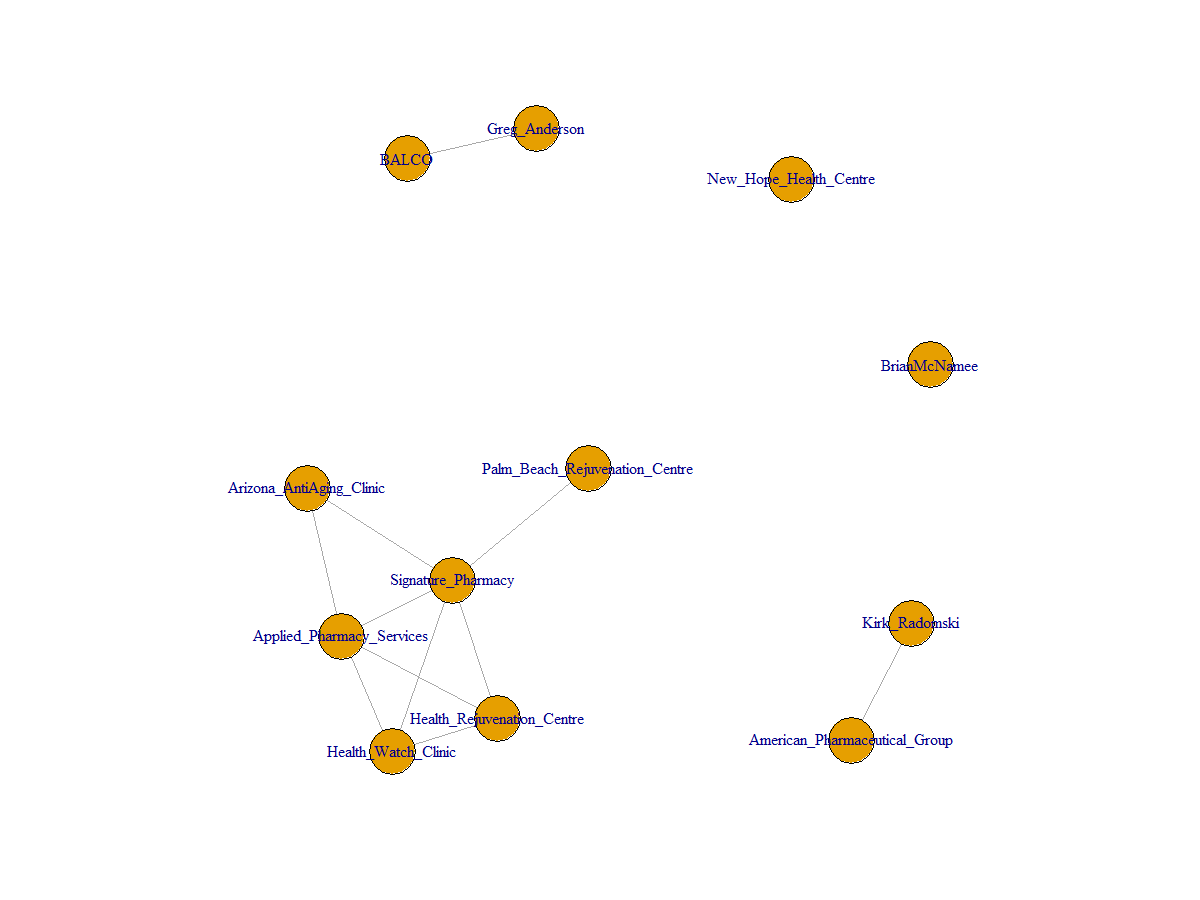 Greg_Anderson
BALCO
New_Hope_Health_Centre
BrianMcNamee
Palm_Beach_Rejuvenation_Centre
Arizona_AntiAging_Clinic
Signature_Pharmacy
Kirk_Radomski
Applied_Pharmacy_Services
Health_Rejuvenation_Centre
American_Pharmaceutical_Group
Health_Watch_Clinic